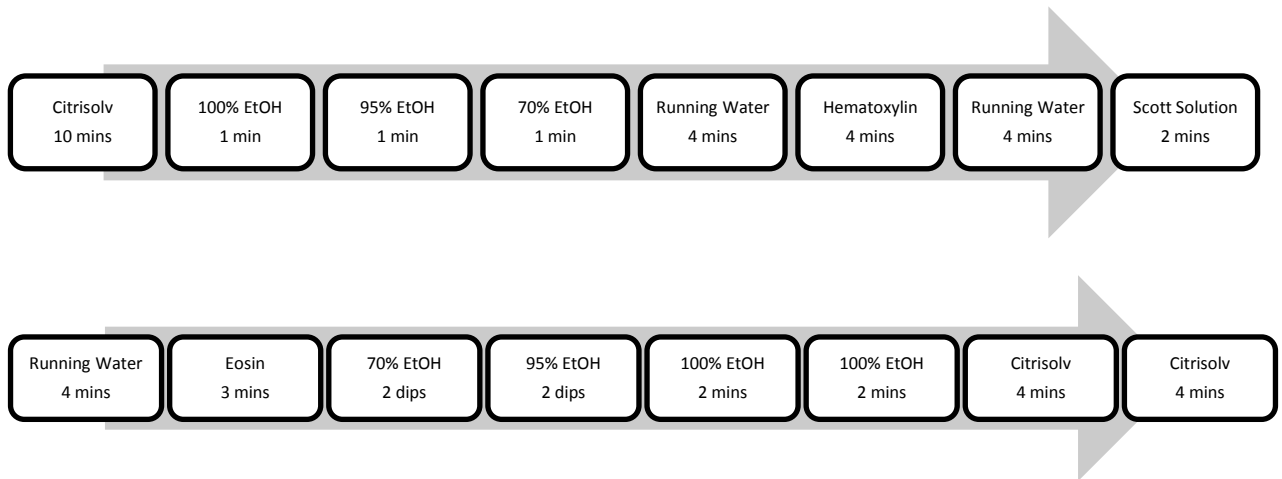 Citrisolv
10 mins
100% EtOH
1 min
95% EtOH
1 min
70% EtOH
1 min
Running Water
4 mins
Hematoxylin
4 mins
Running Water
4 mins
Scott Solution
2 mins
Running Water
4 mins
Eosin
3 mins
70% EtOH
2 dips
95% EtOH
2 dips
100% EtOH
2 mins
100% EtOH
2 mins
Citrisolv
4 mins
Citrisolv
4 mins